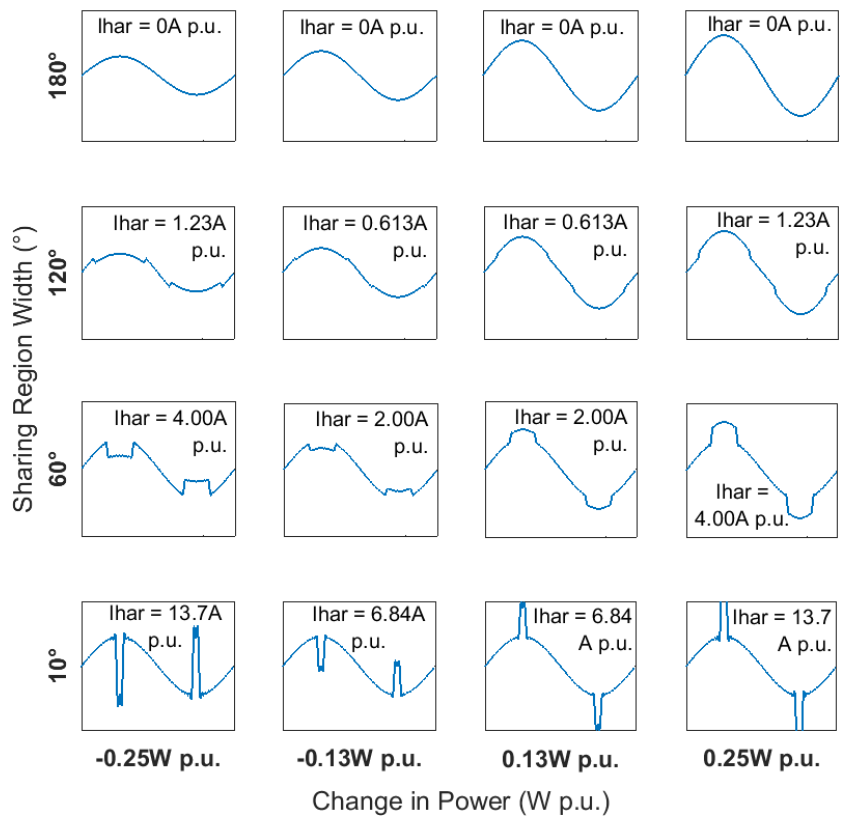 Ihar = 0A p.u.
Ihar = 0A p.u.
Ihar = 0A p.u.
Ihar = 0A p.u.
180°
Ihar = 1.23A
p.u.
Ihar = 0.613A
p.u.
Ihar = 0.613A
p.u.
Ihar = 1.23A
p.u.
120°
Sharing Region Width (°)
Ihar = 4.00A
p.u.
Ihar = 2.00A
p.u.
Ihar = 2.00A
p.u.
Ihar =
4.00A p.u.
60°
Ihar = 13.7A
p.u.
Ihar = 6.84A
p.u.
Ihar = 6.84
A p.u.
Ihar = 13.7
A p.u.
10°
-0.25W p.u.
-0.13W p.u.
0.13W p.u.
0.25W p.u.
Change in Power (W p.u.)